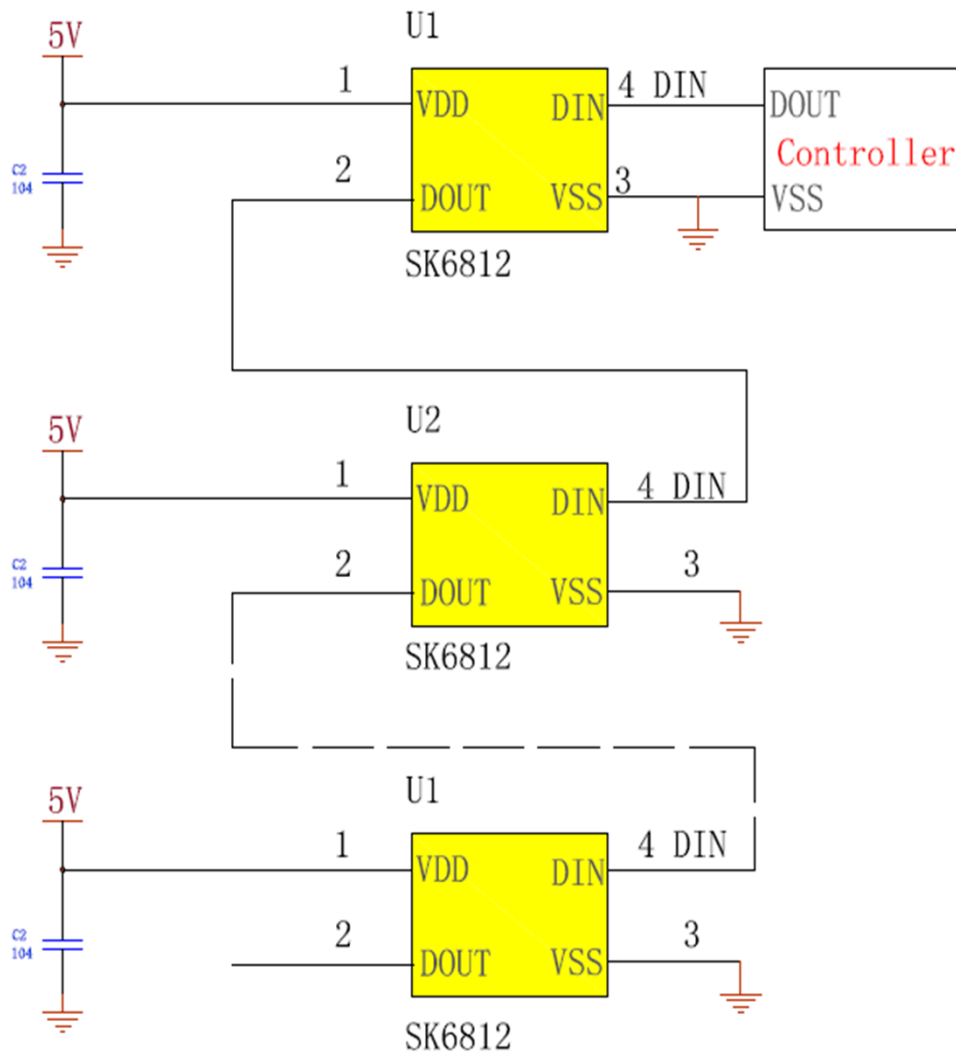 U1
5V
1
4 DIN
VDD
DIN
DOUT
Controller
C2
104
2
3
DOUT
VSS
VSS
SK6812
U2
5V
1
4 DIN
VDD
DIN
C2
104
2
3
DOUT
VSS
SK6812
U1
5V
1
4 DIN
VDD
DIN
C2
104
2
3
DOUT
VSS
SK6812